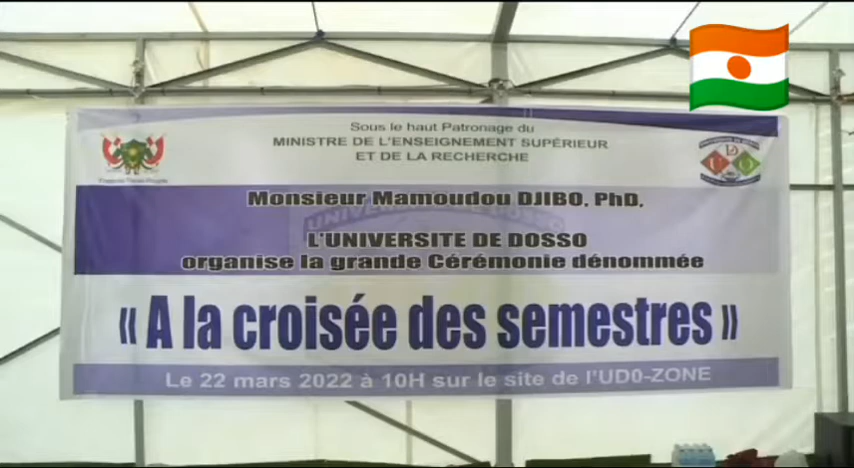 Sous le haut Patronage du
MINISTRE DE L'ENSEIGNEMENT SUPÉRIEUR
ET DE LA RECHERCHE
Monsieur Mamoudou DJIBO, PhD,
L'UNIVERSITE DE DOSSO
organise la grande Cérémonie dénommée
« A la croisée des semestres »
Le 22 mars 2022 à 10H sur le site de l'UD0-ZONE